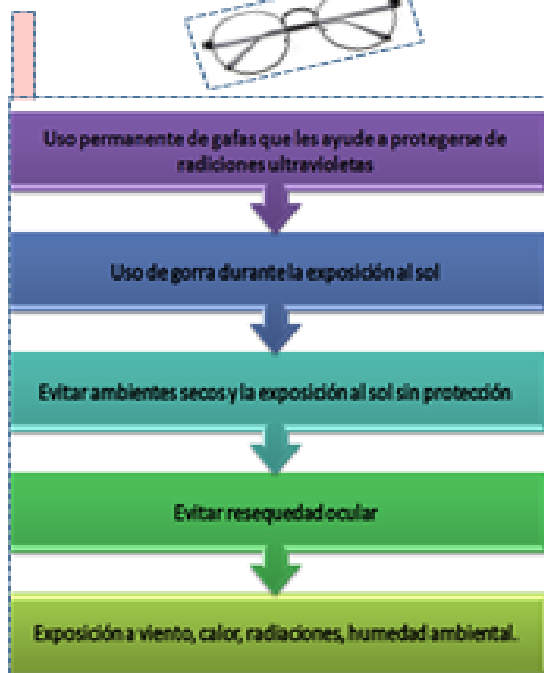 Uso permanente de gafas que les ayude a protegerse de
radiciones ultravioletas
Uso de gorra durante la exposición al sol
Evitar ambientes secos y la exposición al sol sin protección
Evitar resequedad ocular
Exposición a viento, calor, radiaciones, humedad ambiental.